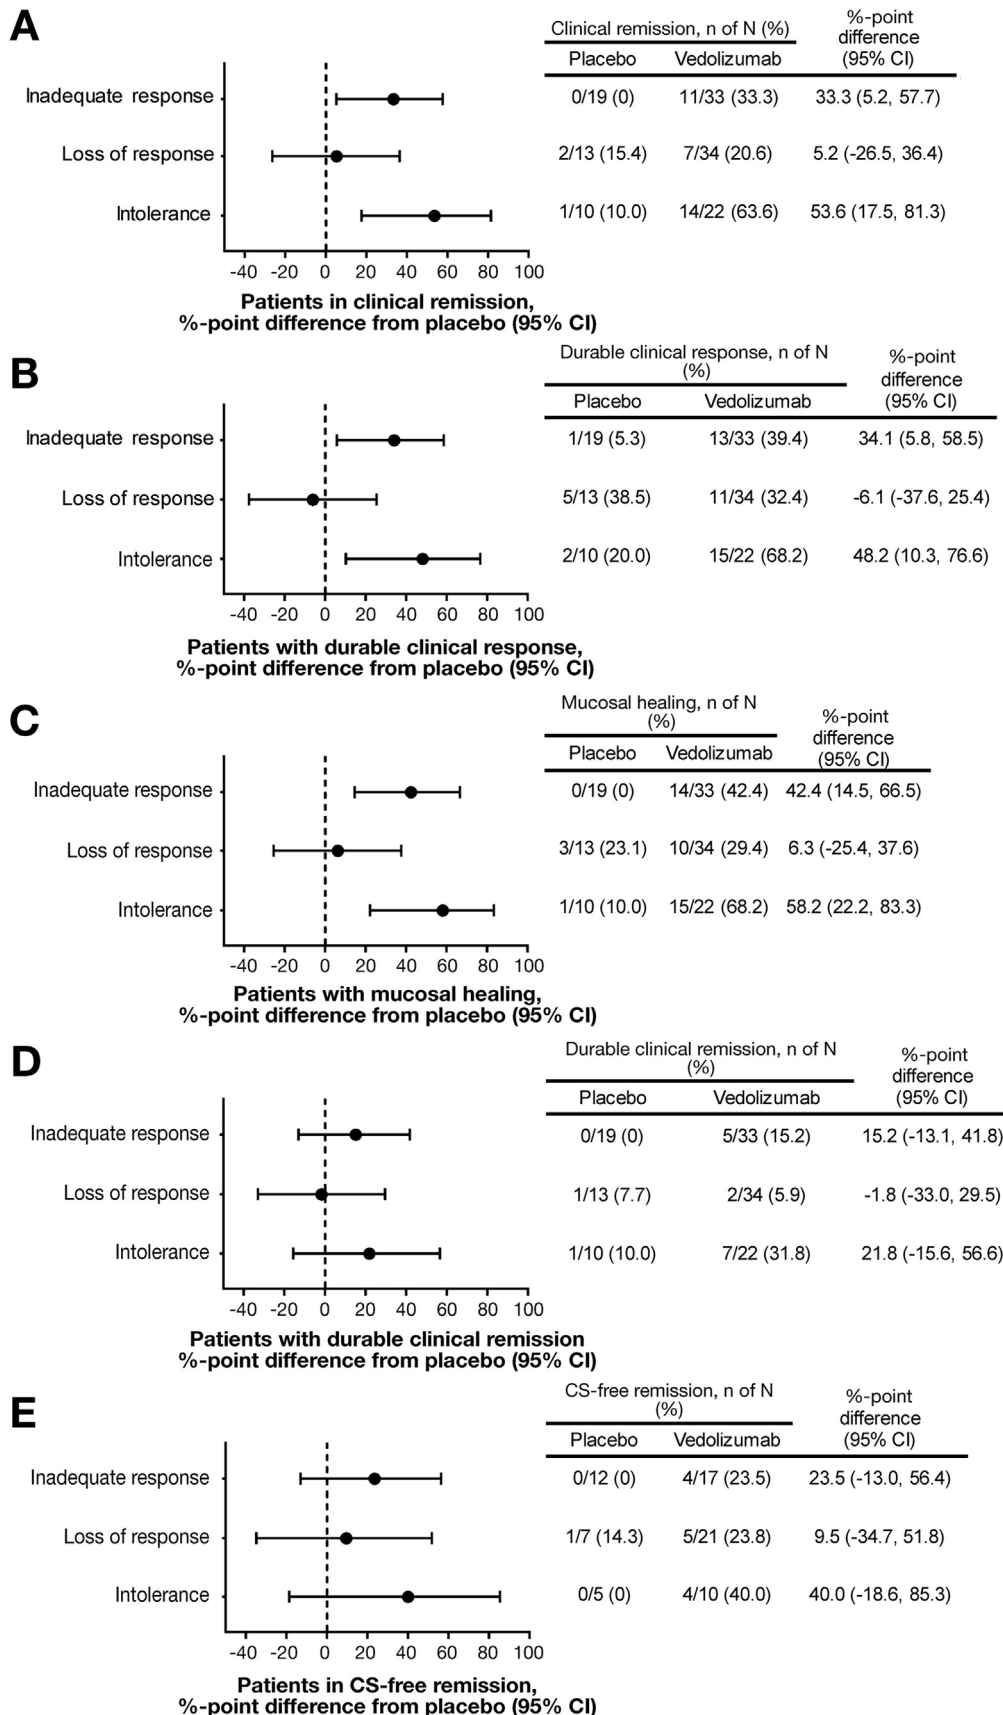 A
Clinical remission, n of N (%)
%-point
difference
(95% CI)
Placebo Vedolizumab
Inadequate response 0/19 (0) 11/33 (33.3) 33.3 (5.2, 57.7)
Loss of response 2/13 (15.4) 7/34 (20.6) 5.2 (-26.5, 36.4)
Intolerance 1/10 (10.0) 14/22 (63.6) 53.6 (17.5, 81.3)
-40 -20 0 20 40 60 80 100
Patients in clinical remission,
%-point difference from placebo (95% CI)
B
Durable clinical response, n of N
(%)
%-point
difference
(95% CI)
Placebo Vedolizumab
Inadequate response 1/19 (5.3) 13/33 (39.4) 34.1 (5.8, 58.5)
Loss of response 5/13 (38.5) 11/34 (32.4) -6.1 (-37.6, 25.4)
Intolerance 2/10 (20.0) 15/22 (68.2) 48.2 (10.3, 76.6)
-40 -20 0 20 40 60 80 100
Patients with durable clinical response,
%-point difference from placebo (95% CI)
C
Mucosal healing, n of N
(%)
%-point
difference
(95% CI)
Placebo Vedolizumab
Inadequate response 0/19 (0) 14/33 (42.4) 42.4 (14.5, 66.5)
Loss of response 3/13 (23.1) 10/34 (29.4) 6.3 (-25.4, 37.6)
Intolerance 1/10 (10.0) 15/22 (68.2) 58.2 (22.2, 83.3)
-40 -20 0 20 40 60 80 100
Patients with mucosal healing,
%-point difference from placebo (95% CI)
D
Durable clinical remission, n of N
(%)
%-point
difference
(95% CI)
Placebo Vedolizumab
Inadequate response 0/19 (0) 5/33 (15.2) 15.2 (-13.1, 41.8)
Loss of response 1/13 (7.7) 2/34 (5.9) -1.8 (-33.0, 29.5)
Intolerance 1/10 (10.0) 7/22 (31.8) 21.8 (-15.6, 56.6)
-40 -20 0 20 40 60 80 100
Patients with durable clinical remission
%-point difference from placebo (95% CI)
E
CS-free remission, n of N
(%)
%-point
difference
(95% CI)
Placebo Vedolizumab
Inadequate response 0/12 (0) 4/17 (23.5) 23.5 (-13.0, 56.4)
Loss of response 1/7 (14.3) 5/21 (23.8) 9.5 (-34.7, 51.8)
Intolerance 0/5 (0) 4/10 (40.0) 40.0 (-18.6, 85.3)
-40 -20 0 20 40 60 80 100
Patients in CS-free remission,
%-point difference from placebo (95% CI)